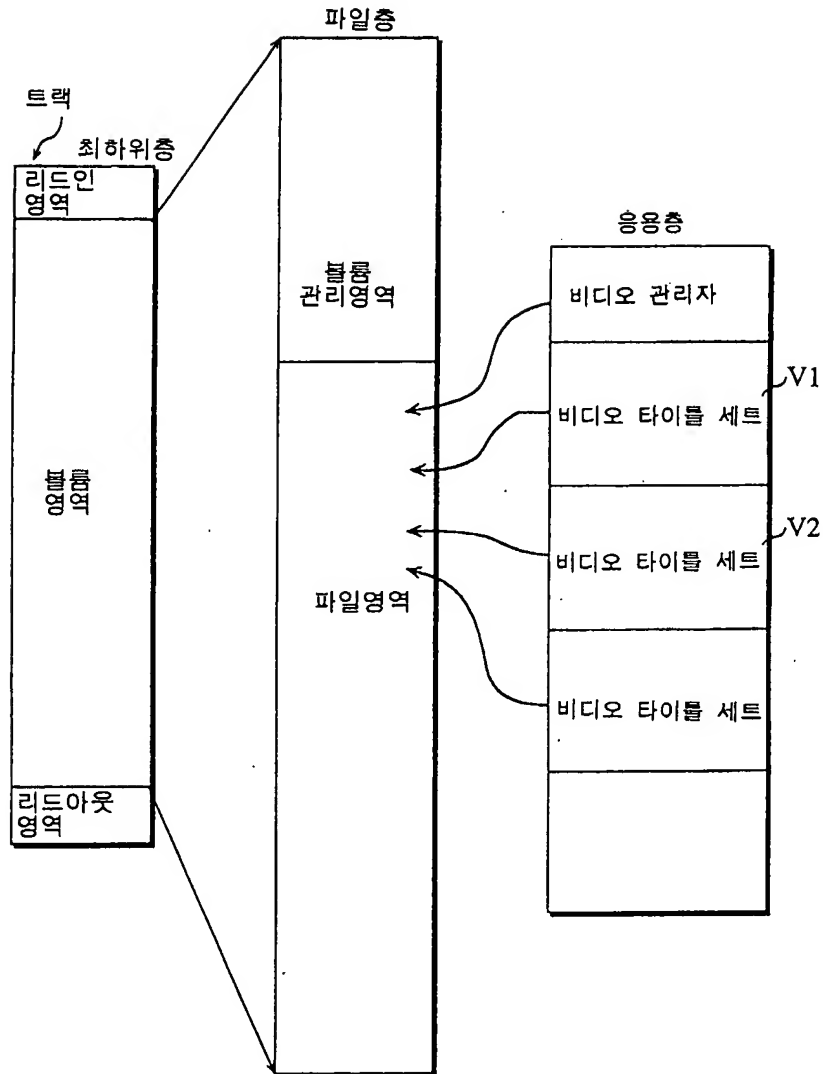 파일층
트랙
최하위층
리드인
영역
볼륨
영역
리드아웃
영역
볼륨
관리영역
파일영역
응용층
비디오 관리자
비디오 타이틀 세트
V1
비디오 타이틀 세트
V2
비디오 타이틀 세트